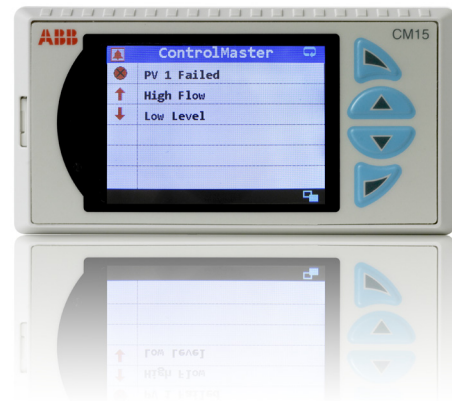 ABB
CM15
ControlMaster
PV 1 Failed
High Flow
Low Level